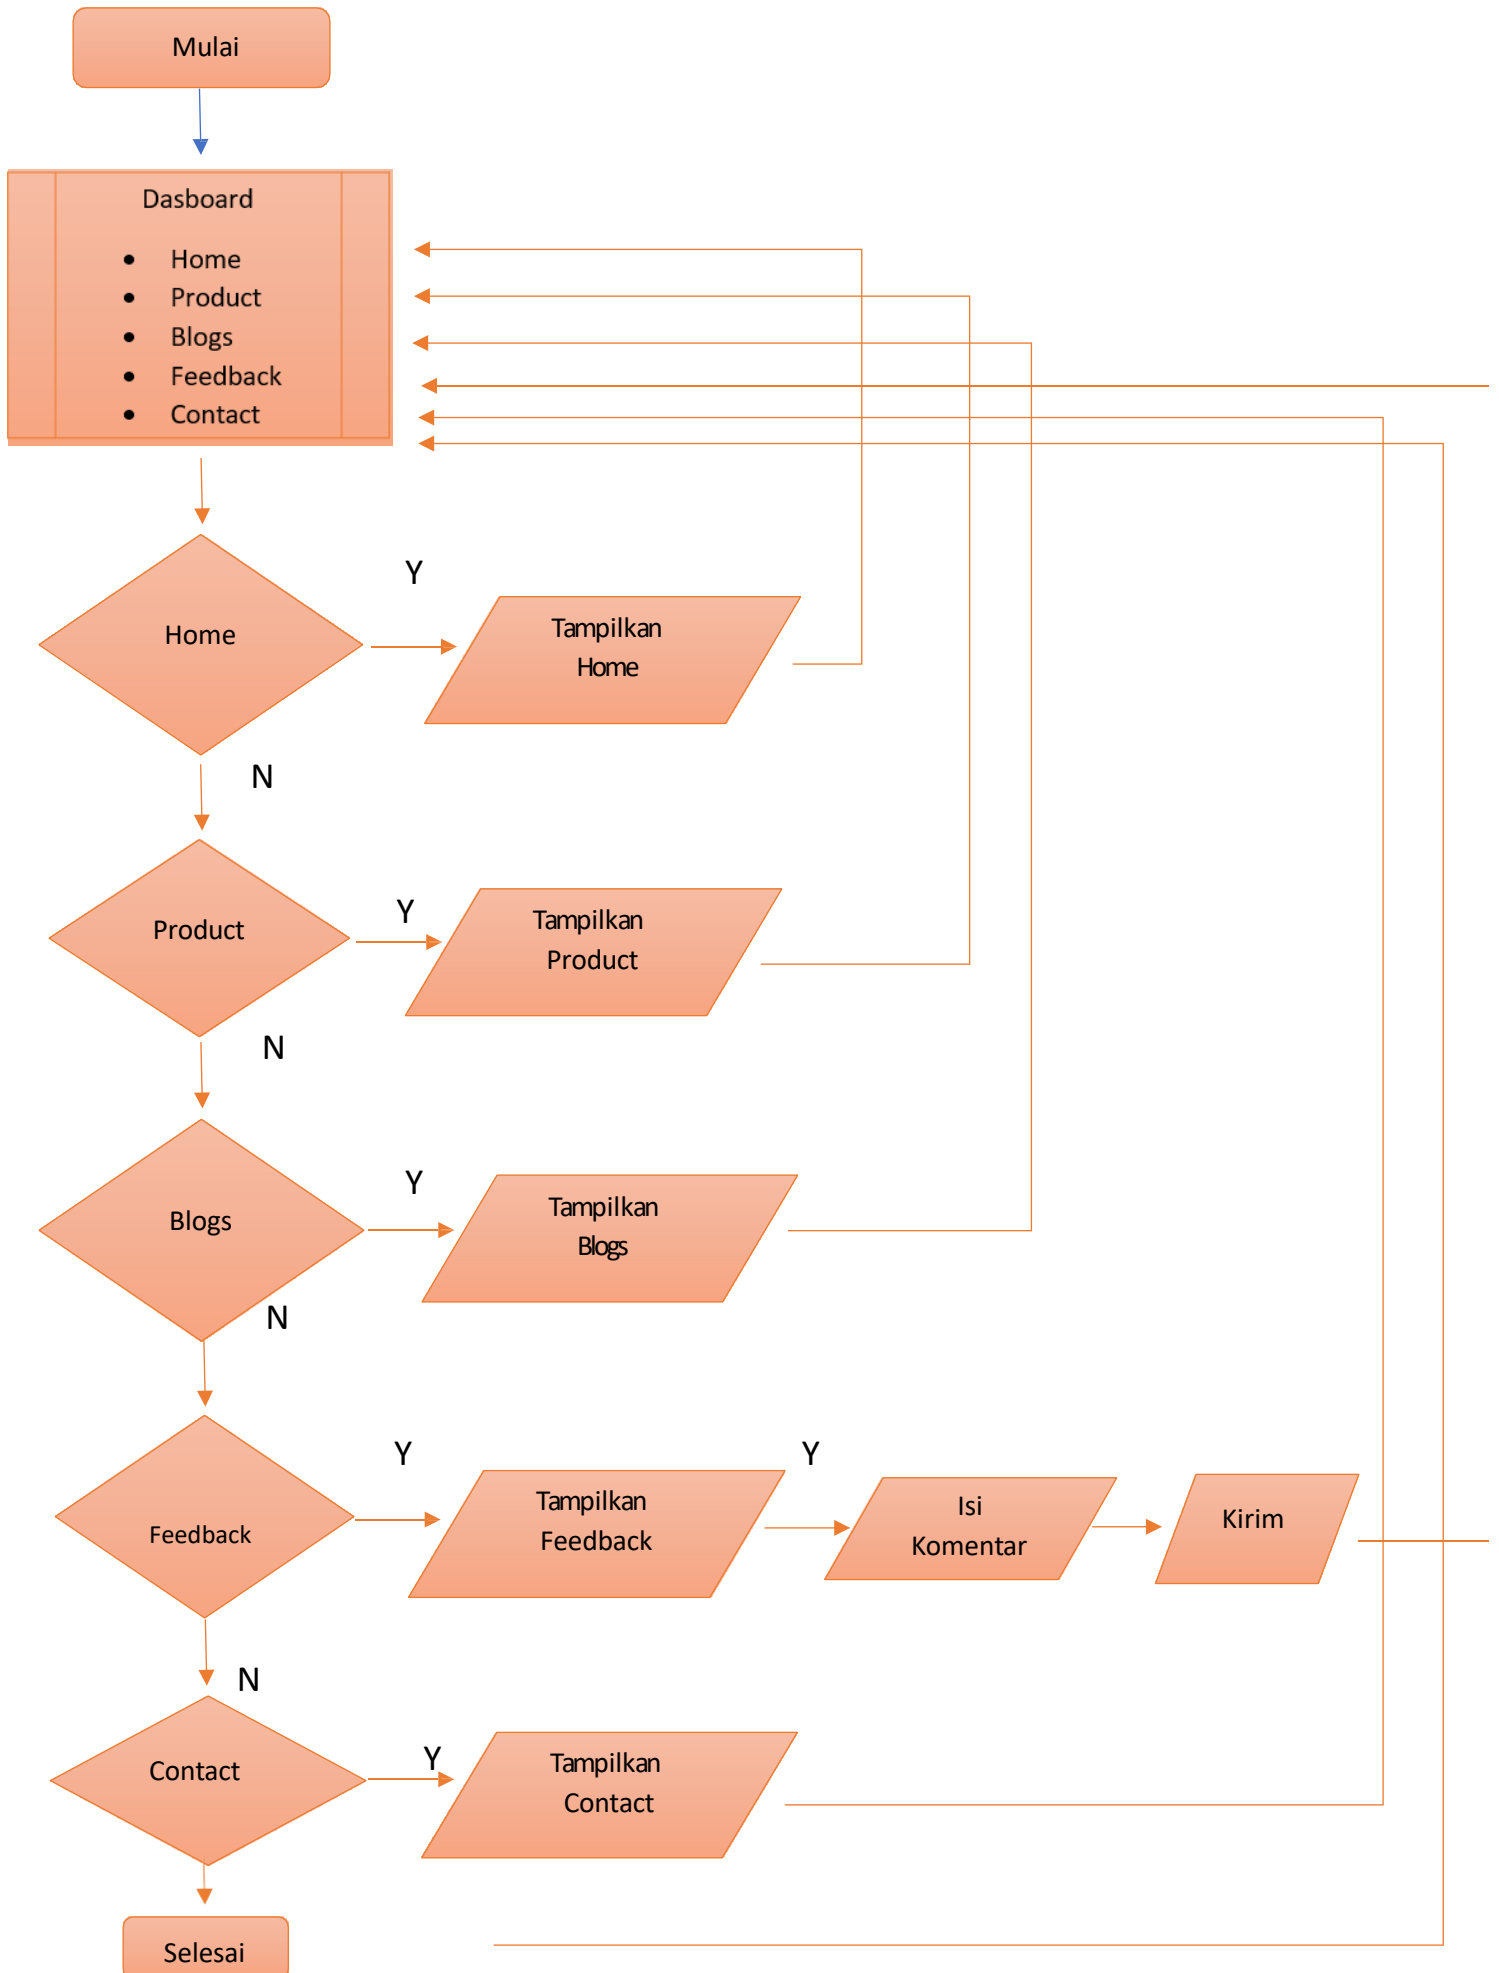 Mulai
Dasboard
• Home
• Product
• Blogs
• Feedback
• Contact
Y
Home
Tampilkan
Home
N
Y
Product
Tampilkan
Product
N
Y
Blogs
Tampilkan
Blogs
N
Y
Y
Feedback
Tampilkan
Feedback
Isi
Komentar
Kirim
N
Y
Contact
Tampilkan
Contact
Selesai